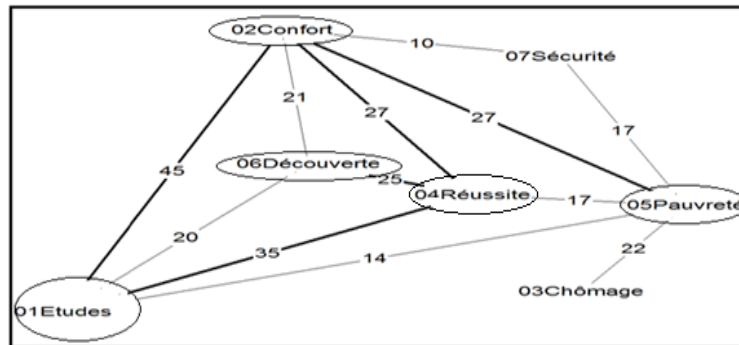 02Confort
10
07Sécurité
21
27
27
17
06Découverte
45
25
04Réussite
17
05Pauvreté
20
35
14
22
03Chômage
01Etudes